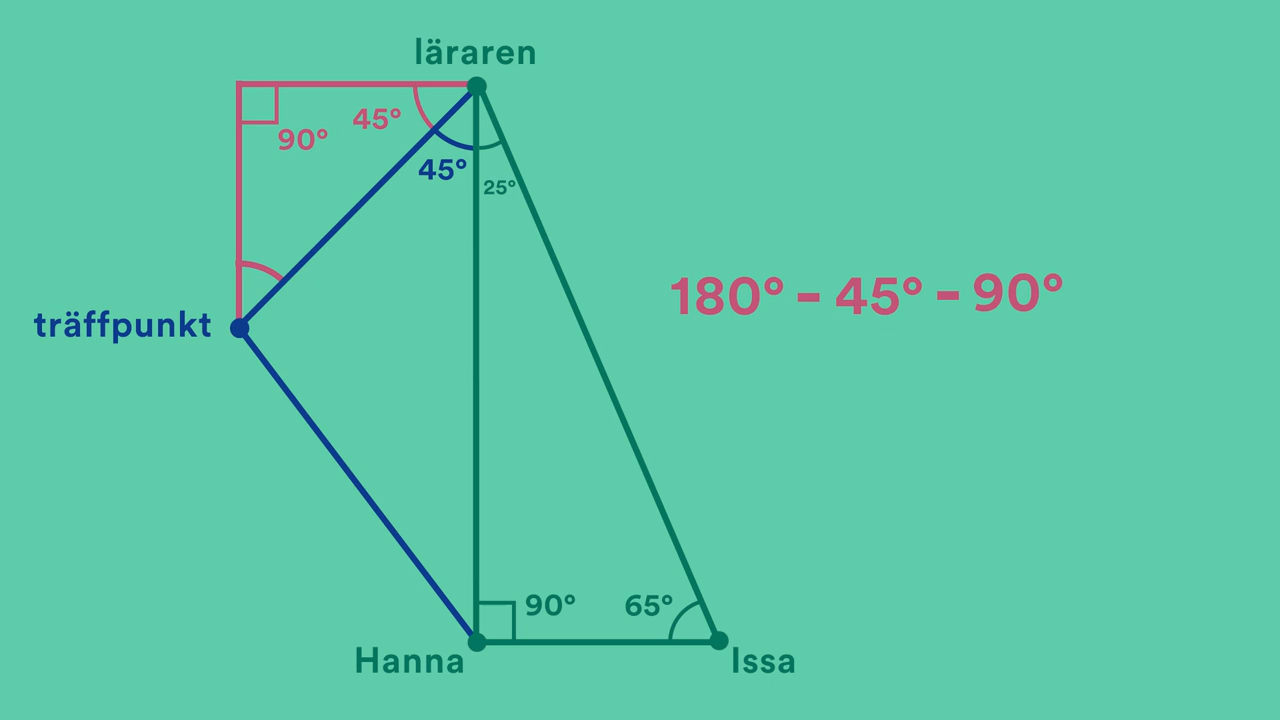 läraren
45°
90°
45°
25°
180° - 45° - 90°
träffpunkt
90°
65°
Hanna
Issa